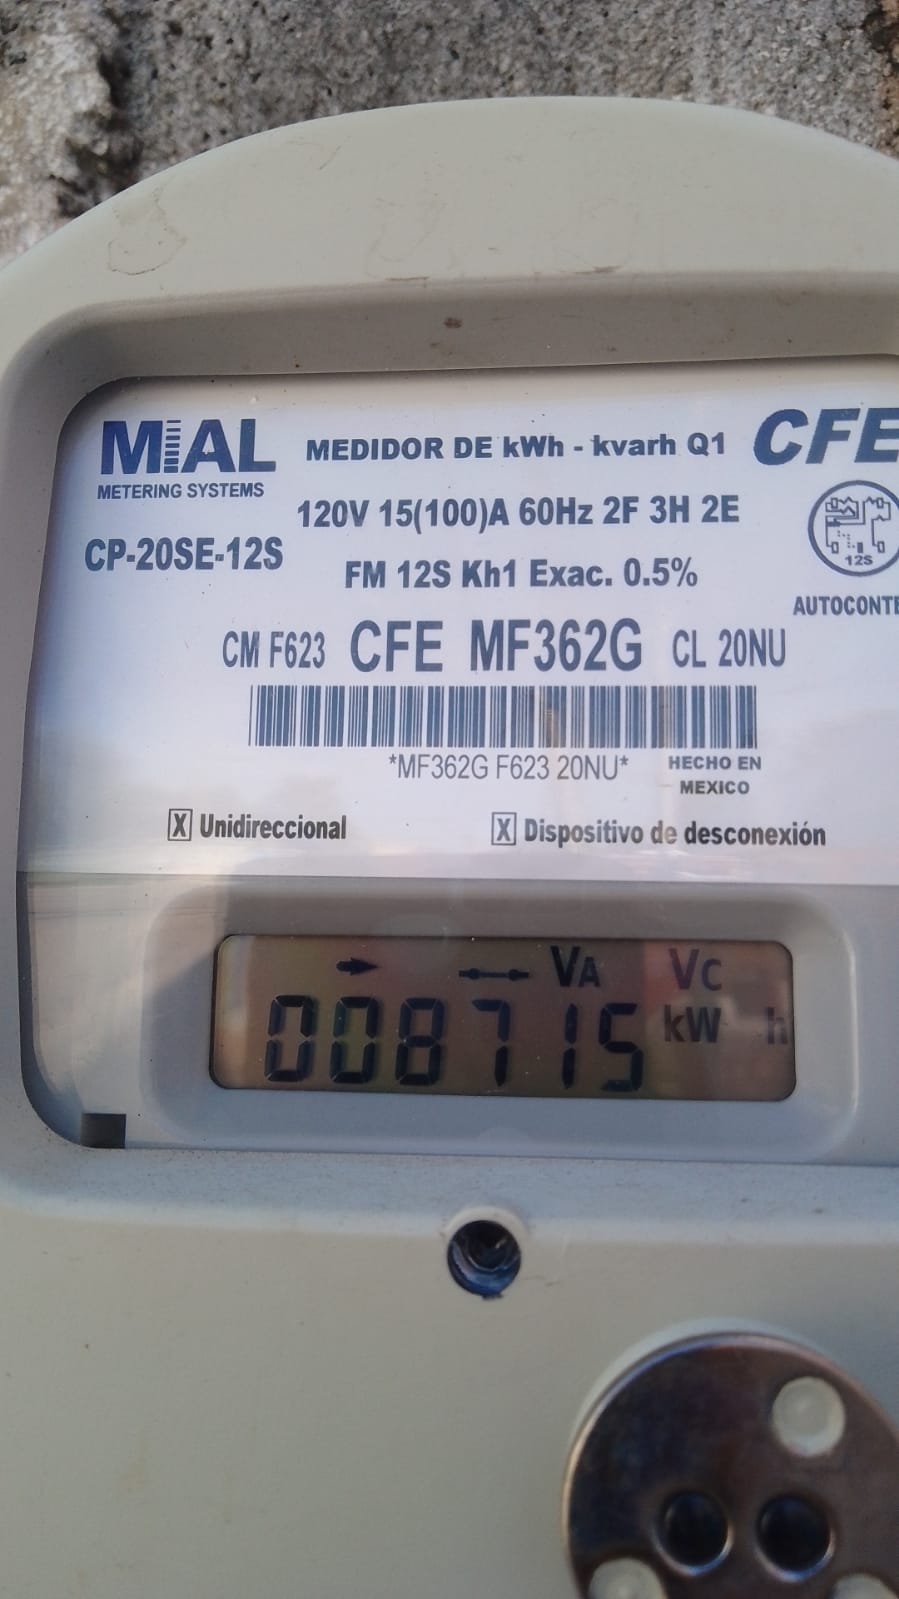 MIAL
METERING SYSTEMS
MEDIDOR DE kWh - kvarh Q1
CFE
120V 15(100)A 60Hz 2F 3H 2E
CP-20SE-12S
FM 12S Kh1 Exac. 0.5%
12S
AUTOCONTE
CM F623 CFE MF362G CL 20NU
*MF362G F623 20NU*
HECHO EN
MEXICO
X Unidireccional
X Dispositivo de desconexión
VA VC
008715 kW h